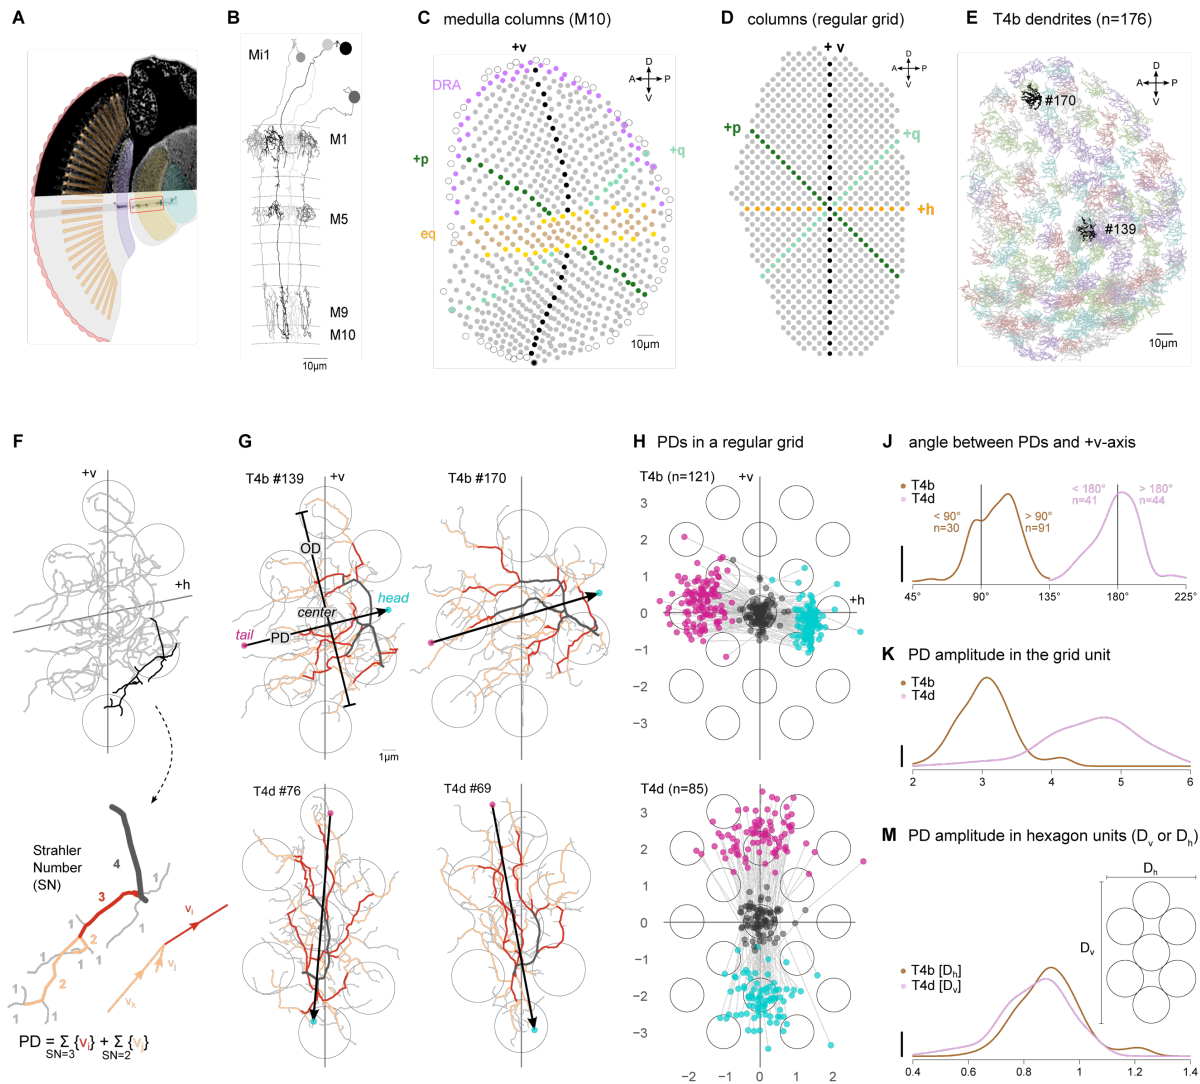 A
B
Mi1
M1
M5
M9
M10
10µm
C medulla columns (M10)
+v
D
A P
V
DRA
+p
+q
eq
10µm
D columns (regular grid)
+ v
D
A P
V
+p
+q
+h
E T4b dendrites (n=176)
D
A P
V
#170
#139
10µm
F
+v
+h
Strahler
Number
(SN)
4
3
1
1
1
2
1
1
2
1
1
1
v_i
v_j
v_k
PD = Σ {v_i} + Σ {v_j}
SN=3 SN=2
G
T4b #139
+v
OD
center
head
tail
PD
1µm
T4b #170
T4d #76
T4d #69
H PDs in a regular grid
T4b (n=121)
+v
+h
3
2
1
0
−1
−2
−3
T4d (n=85)
3
2
1
0
−1
−2
−3
−2 −1 0 1 2
J angle between PDs and +v-axis
T4b
T4d
< 90°
n=30
> 90°
n=91
< 180°
n=41
> 180°
n=44
45° 90° 135° 180° 225°
K PD amplitude in the grid unit
T4b
T4d
2 3 4 5 6
M PD amplitude in hexagon units (D_v or D_h)
D_h
D_v
T4b [D_h]
T4d [D_v]
0.4 0.6 0.8 1 1.2 1.4